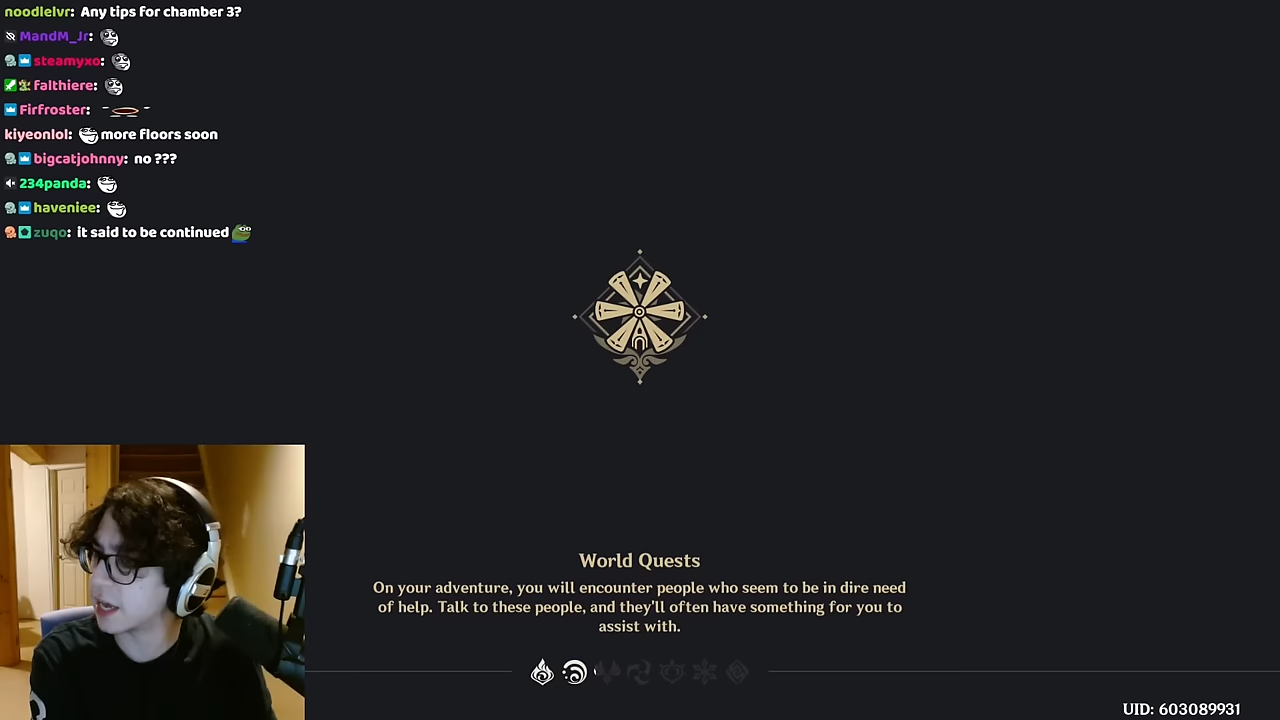 noodlelvr: Any tips for chamber 3?
MandM_Jr:
steamyxo:
falthiere:
Firfroster:
kiyeonlol: more floors soon
bigcatjohnny: no ???
234panda:
haveniee:
zuqo: it said to be continued
World Quests
On your adventure, you will encounter people who seem to be in dire need
of help. Talk to these people, and they'll often have something for you to
assist with.
UID: 603089931